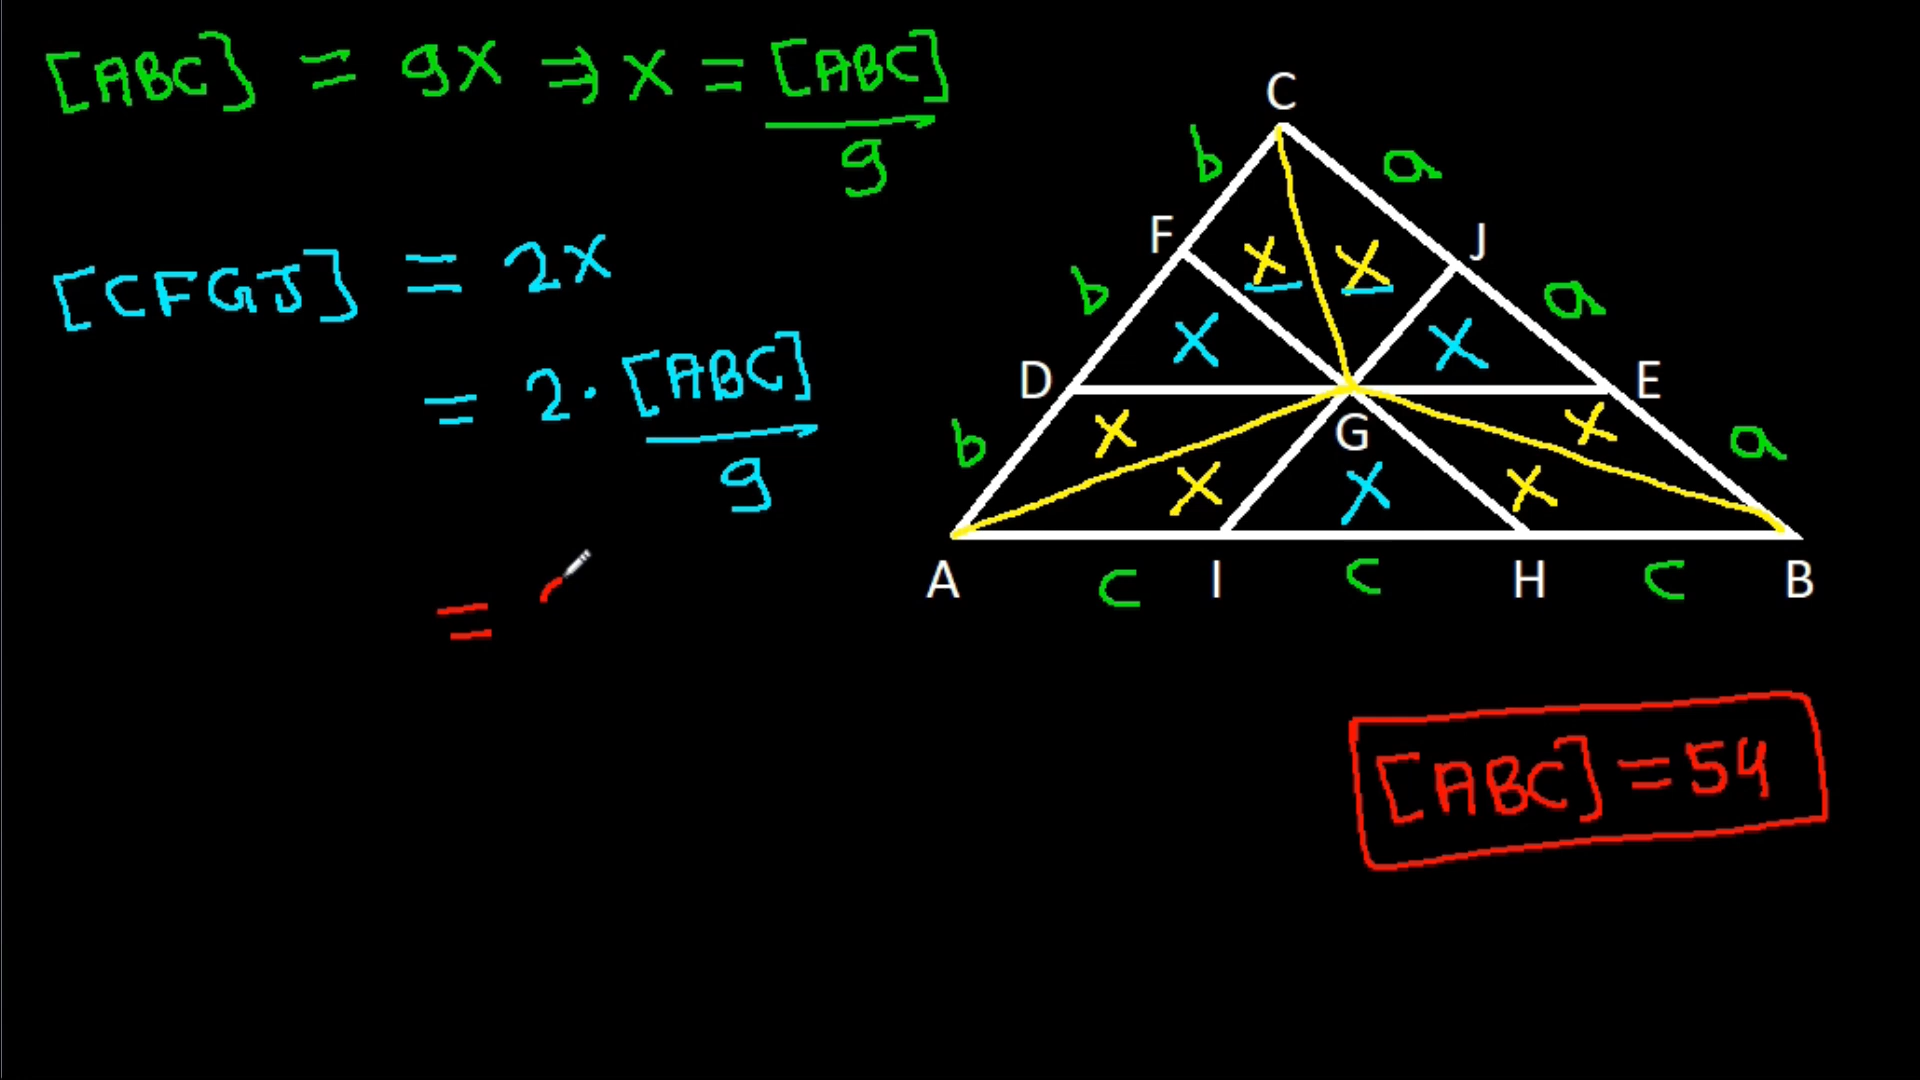 [ABC] = 9X ⇒ X = [ABC]
9
[CFGJ] = 2X
= 2 · [ABC]
9
=
C
b a
F J
X X
b a
X X
D E
G
b X X a
X X X
A C I C H C B
[ABC] = 54